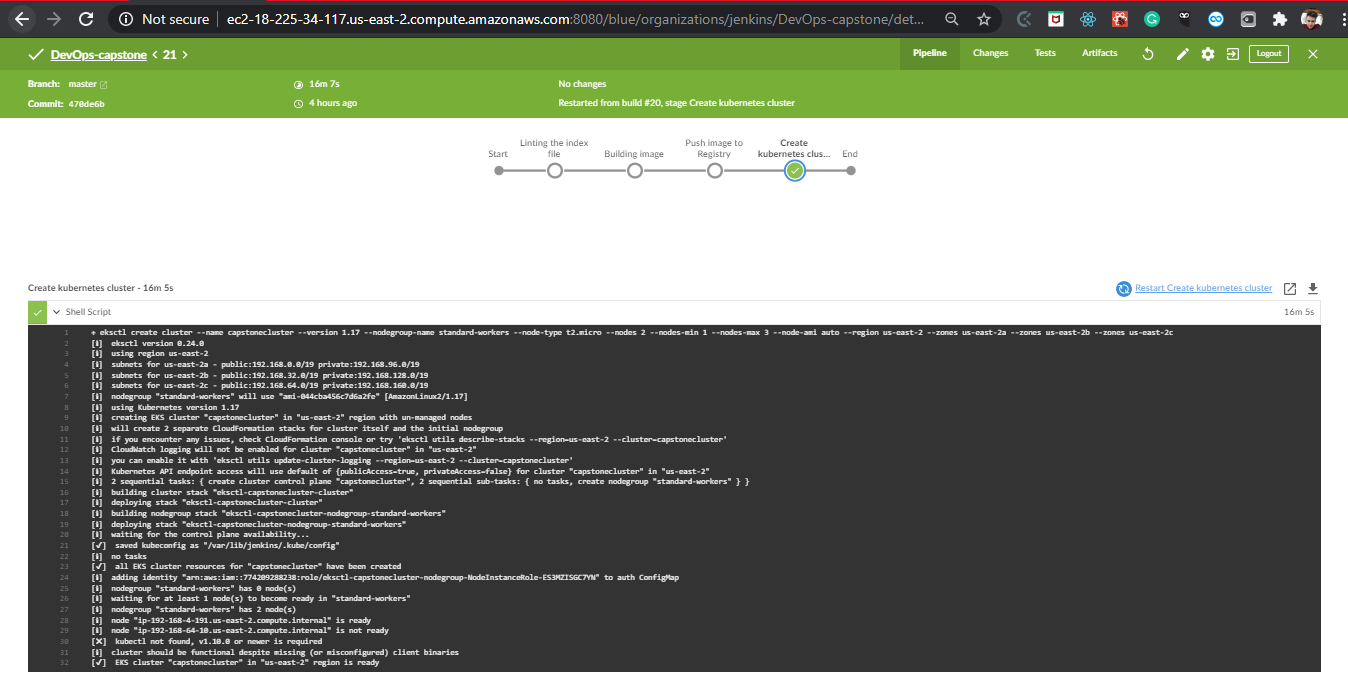 Not secure | ec2-18-225-34-117.us-east-2.compute.amazonaws.com:8080/blue/organizations/jenkins/DevOps-capstone/det...
DevOps-capstone < 21 >
Pipeline Changes Tests Artifacts Logout
Branch: master 16m 7s No changes
Commit: 470de6b 4 hours ago Restarted from build #20, stage Create kubernetes cluster
Start
Linting the index
file
Building image
Push image to
Registry
Create
kubernetes clus...
End
Create kubernetes cluster - 16m 5s Restart Create kubernetes cluster
Shell Script 16m 5s
1 + eksctl create cluster --name capstonecluster --version 1.17 --nodegroup-name standard-workers --node-type t2.micro --nodes 2 --nodes-min 1 --nodes-max 3 --node-ami auto --region us-east-2 --zones us-east-2a --zones us-east-2b --zones us-east-2c
2 [ℹ] eksctl version 0.24.0
3 [ℹ] using region us-east-2
4 [ℹ] subnets for us-east-2a - public:192.168.0.0/19 private:192.168.96.0/19
5 [ℹ] subnets for us-east-2b - public:192.168.32.0/19 private:192.168.128.0/19
6 [ℹ] subnets for us-east-2c - public:192.168.64.0/19 private:192.168.160.0/19
7 [ℹ] nodegroup "standard-workers" will use "ami-044cba456c7d6a2fe" [AmazonLinux2/1.17]
8 [ℹ] using Kubernetes version 1.17
9 [ℹ] creating EKS cluster "capstonecluster" in "us-east-2" region with un-managed nodes
10 [ℹ] will create 2 separate CloudFormation stacks for cluster itself and the initial nodegroup
11 [ℹ] if you encounter any issues, check CloudFormation console or try 'eksctl utils describe-stacks --region=us-east-2 --cluster=capstonecluster'
12 [ℹ] CloudWatch logging will not be enabled for cluster "capstonecluster" in "us-east-2"
13 [ℹ] you can enable it with 'eksctl utils update-cluster-logging --region=us-east-2 --cluster=capstonecluster'
14 [ℹ] Kubernetes API endpoint access will use default of {publicAccess=true, privateAccess=false} for cluster "capstonecluster" in "us-east-2"
15 [ℹ] 2 sequential tasks: { create cluster control plane "capstonecluster", 2 sequential sub-tasks: { no tasks, create nodegroup "standard-workers" } }
16 [ℹ] building cluster stack "eksctl-capstonecluster-cluster"
17 [ℹ] deploying stack "eksctl-capstonecluster-cluster"
18 [ℹ] building nodegroup stack "eksctl-capstonecluster-nodegroup-standard-workers"
19 [ℹ] deploying stack "eksctl-capstonecluster-nodegroup-standard-workers"
20 [ℹ] waiting for the control plane availability...
21 [✔] saved kubeconfig as "/var/lib/jenkins/.kube/config"
22 [ℹ] no tasks
23 [✔] all EKS cluster resources for "capstonecluster" have been created
24 [ℹ] adding identity "arn:aws:iam::774209288238:role/eksctl-capstonecluster-nodegroup-NodeInstanceRole-ES3MZISGC7YN" to auth ConfigMap
25 [ℹ] nodegroup "standard-workers" has 0 node(s)
26 [ℹ] waiting for at least 1 node(s) to become ready in "standard-workers"
27 [ℹ] nodegroup "standard-workers" has 2 node(s)
28 [ℹ] node "ip-192-168-4-191.us-east-2.compute.internal" is ready
29 [ℹ] node "ip-192-168-64-10.us-east-2.compute.internal" is not ready
30 [✖] kubectl not found, v1.10.0 or newer is required
31 [ℹ] cluster should be functional despite missing (or misconfigured) client binaries
32 [✔] EKS cluster "capstonecluster" in "us-east-2" region is ready